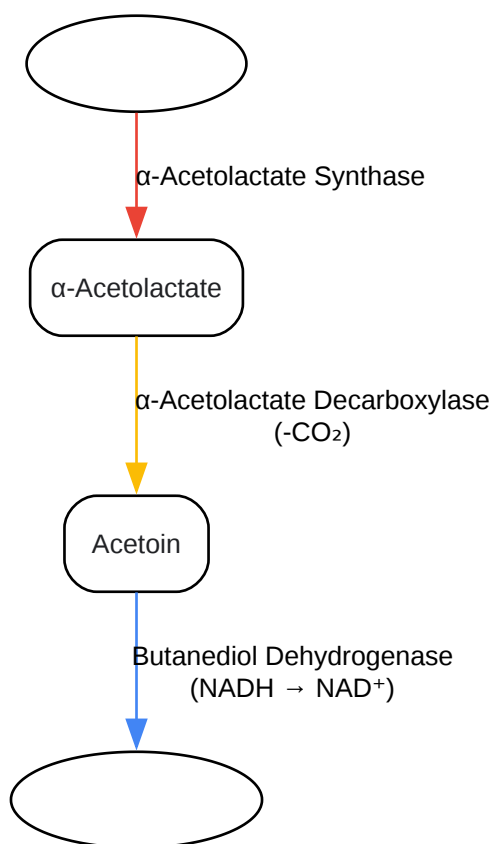 α-Acetolactate Synthase
α-Acetolactate
α-Acetolactate Decarboxylase
(-CO₂)
Acetoin
Butanediol Dehydrogenase
(NADH → NAD⁺)